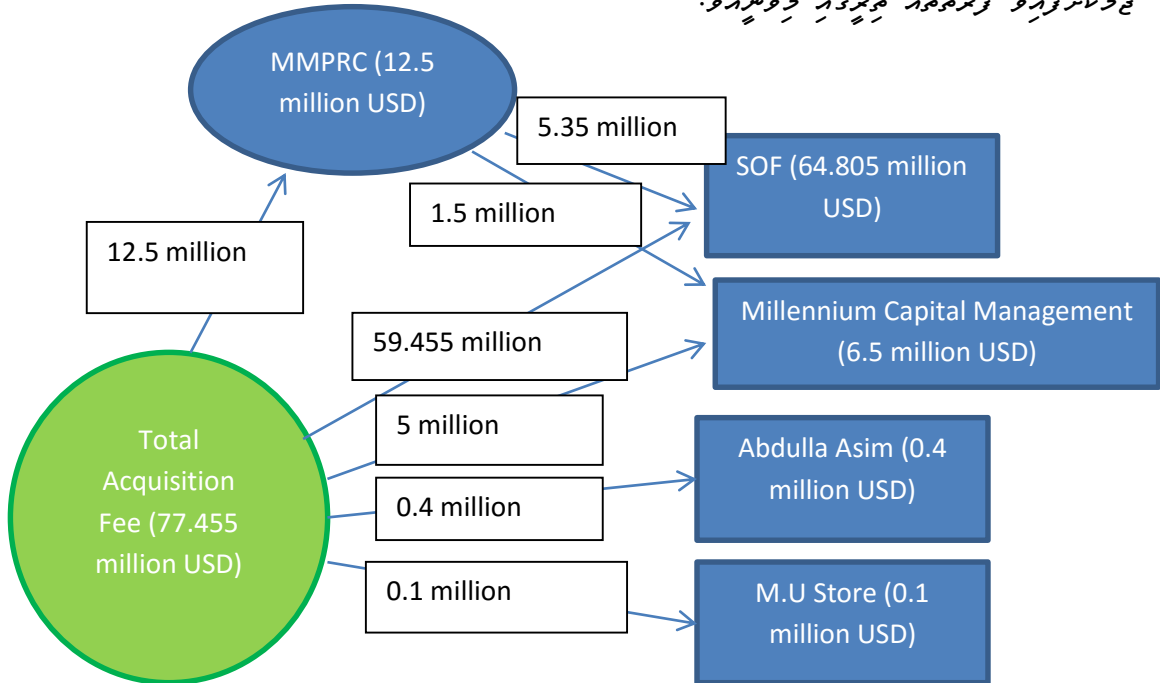 ޖަމާކޮށްފައިވާ ފަރާތްތައް ތިރީގައި މިވަނީއެވެ.
MMPRC (12.5
million USD)
5.35 million
SOF (64.805 million
USD)
1.5 million
12.5 million
Millennium Capital Management
(6.5 million USD)
59.455 million
5 million
Total
Acquisition
Fee (77.455
million USD)
Abdulla Asim (0.4
million USD)
0.4 million
0.1 million
M.U Store (0.1
million USD)